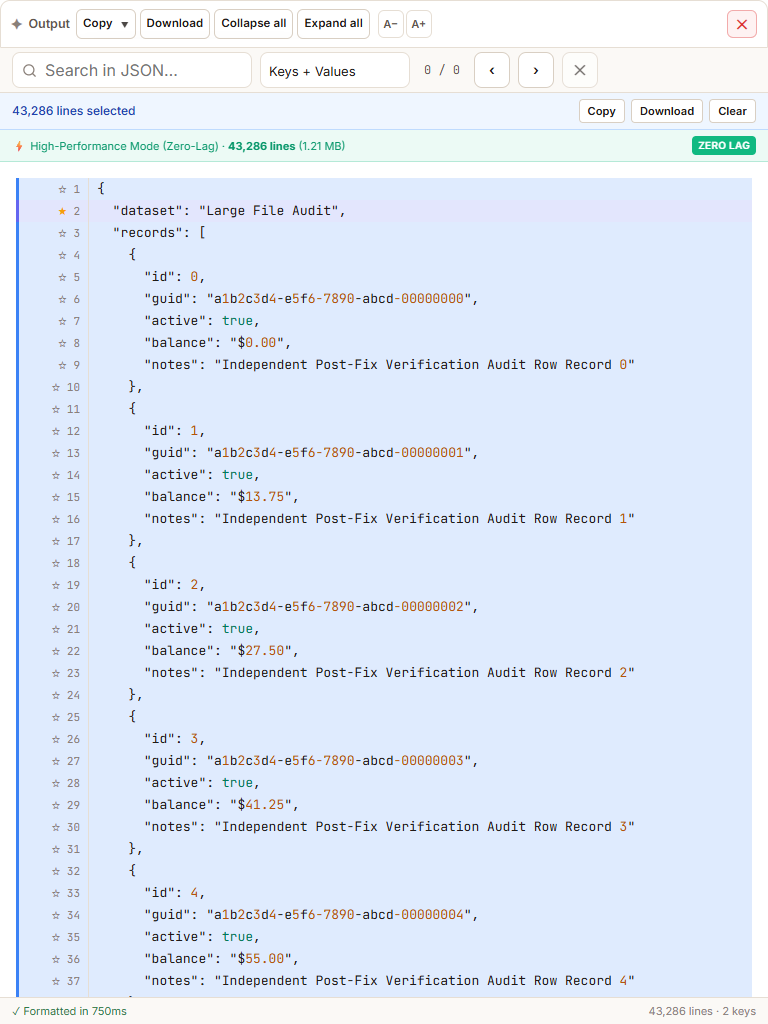 Output Copy ▼ Download Collapse all Expand all A− A+
Search in JSON... Keys + Values 0 / 0
43,286 lines selected Copy Download Clear
High-Performance Mode (Zero-Lag) · 43,286 lines (1.21 MB) ZERO LAG
1 {
2 "dataset": "Large File Audit",
3 "records": [
4 {
5 "id": 0,
6 "guid": "a1b2c3d4-e5f6-7890-abcd-00000000",
7 "active": true,
8 "balance": "$0.00",
9 "notes": "Independent Post-Fix Verification Audit Row Record 0"
10 },
11 {
12 "id": 1,
13 "guid": "a1b2c3d4-e5f6-7890-abcd-00000001",
14 "active": true,
15 "balance": "$13.75",
16 "notes": "Independent Post-Fix Verification Audit Row Record 1"
17 },
18 {
19 "id": 2,
20 "guid": "a1b2c3d4-e5f6-7890-abcd-00000002",
21 "active": true,
22 "balance": "$27.50",
23 "notes": "Independent Post-Fix Verification Audit Row Record 2"
24 },
25 {
26 "id": 3,
27 "guid": "a1b2c3d4-e5f6-7890-abcd-00000003",
28 "active": true,
29 "balance": "$41.25",
30 "notes": "Independent Post-Fix Verification Audit Row Record 3"
31 },
32 {
33 "id": 4,
34 "guid": "a1b2c3d4-e5f6-7890-abcd-00000004",
35 "active": true,
36 "balance": "$55.00",
37 "notes": "Independent Post-Fix Verification Audit Row Record 4"
✓ Formatted in 750ms 43,286 lines · 2 keys